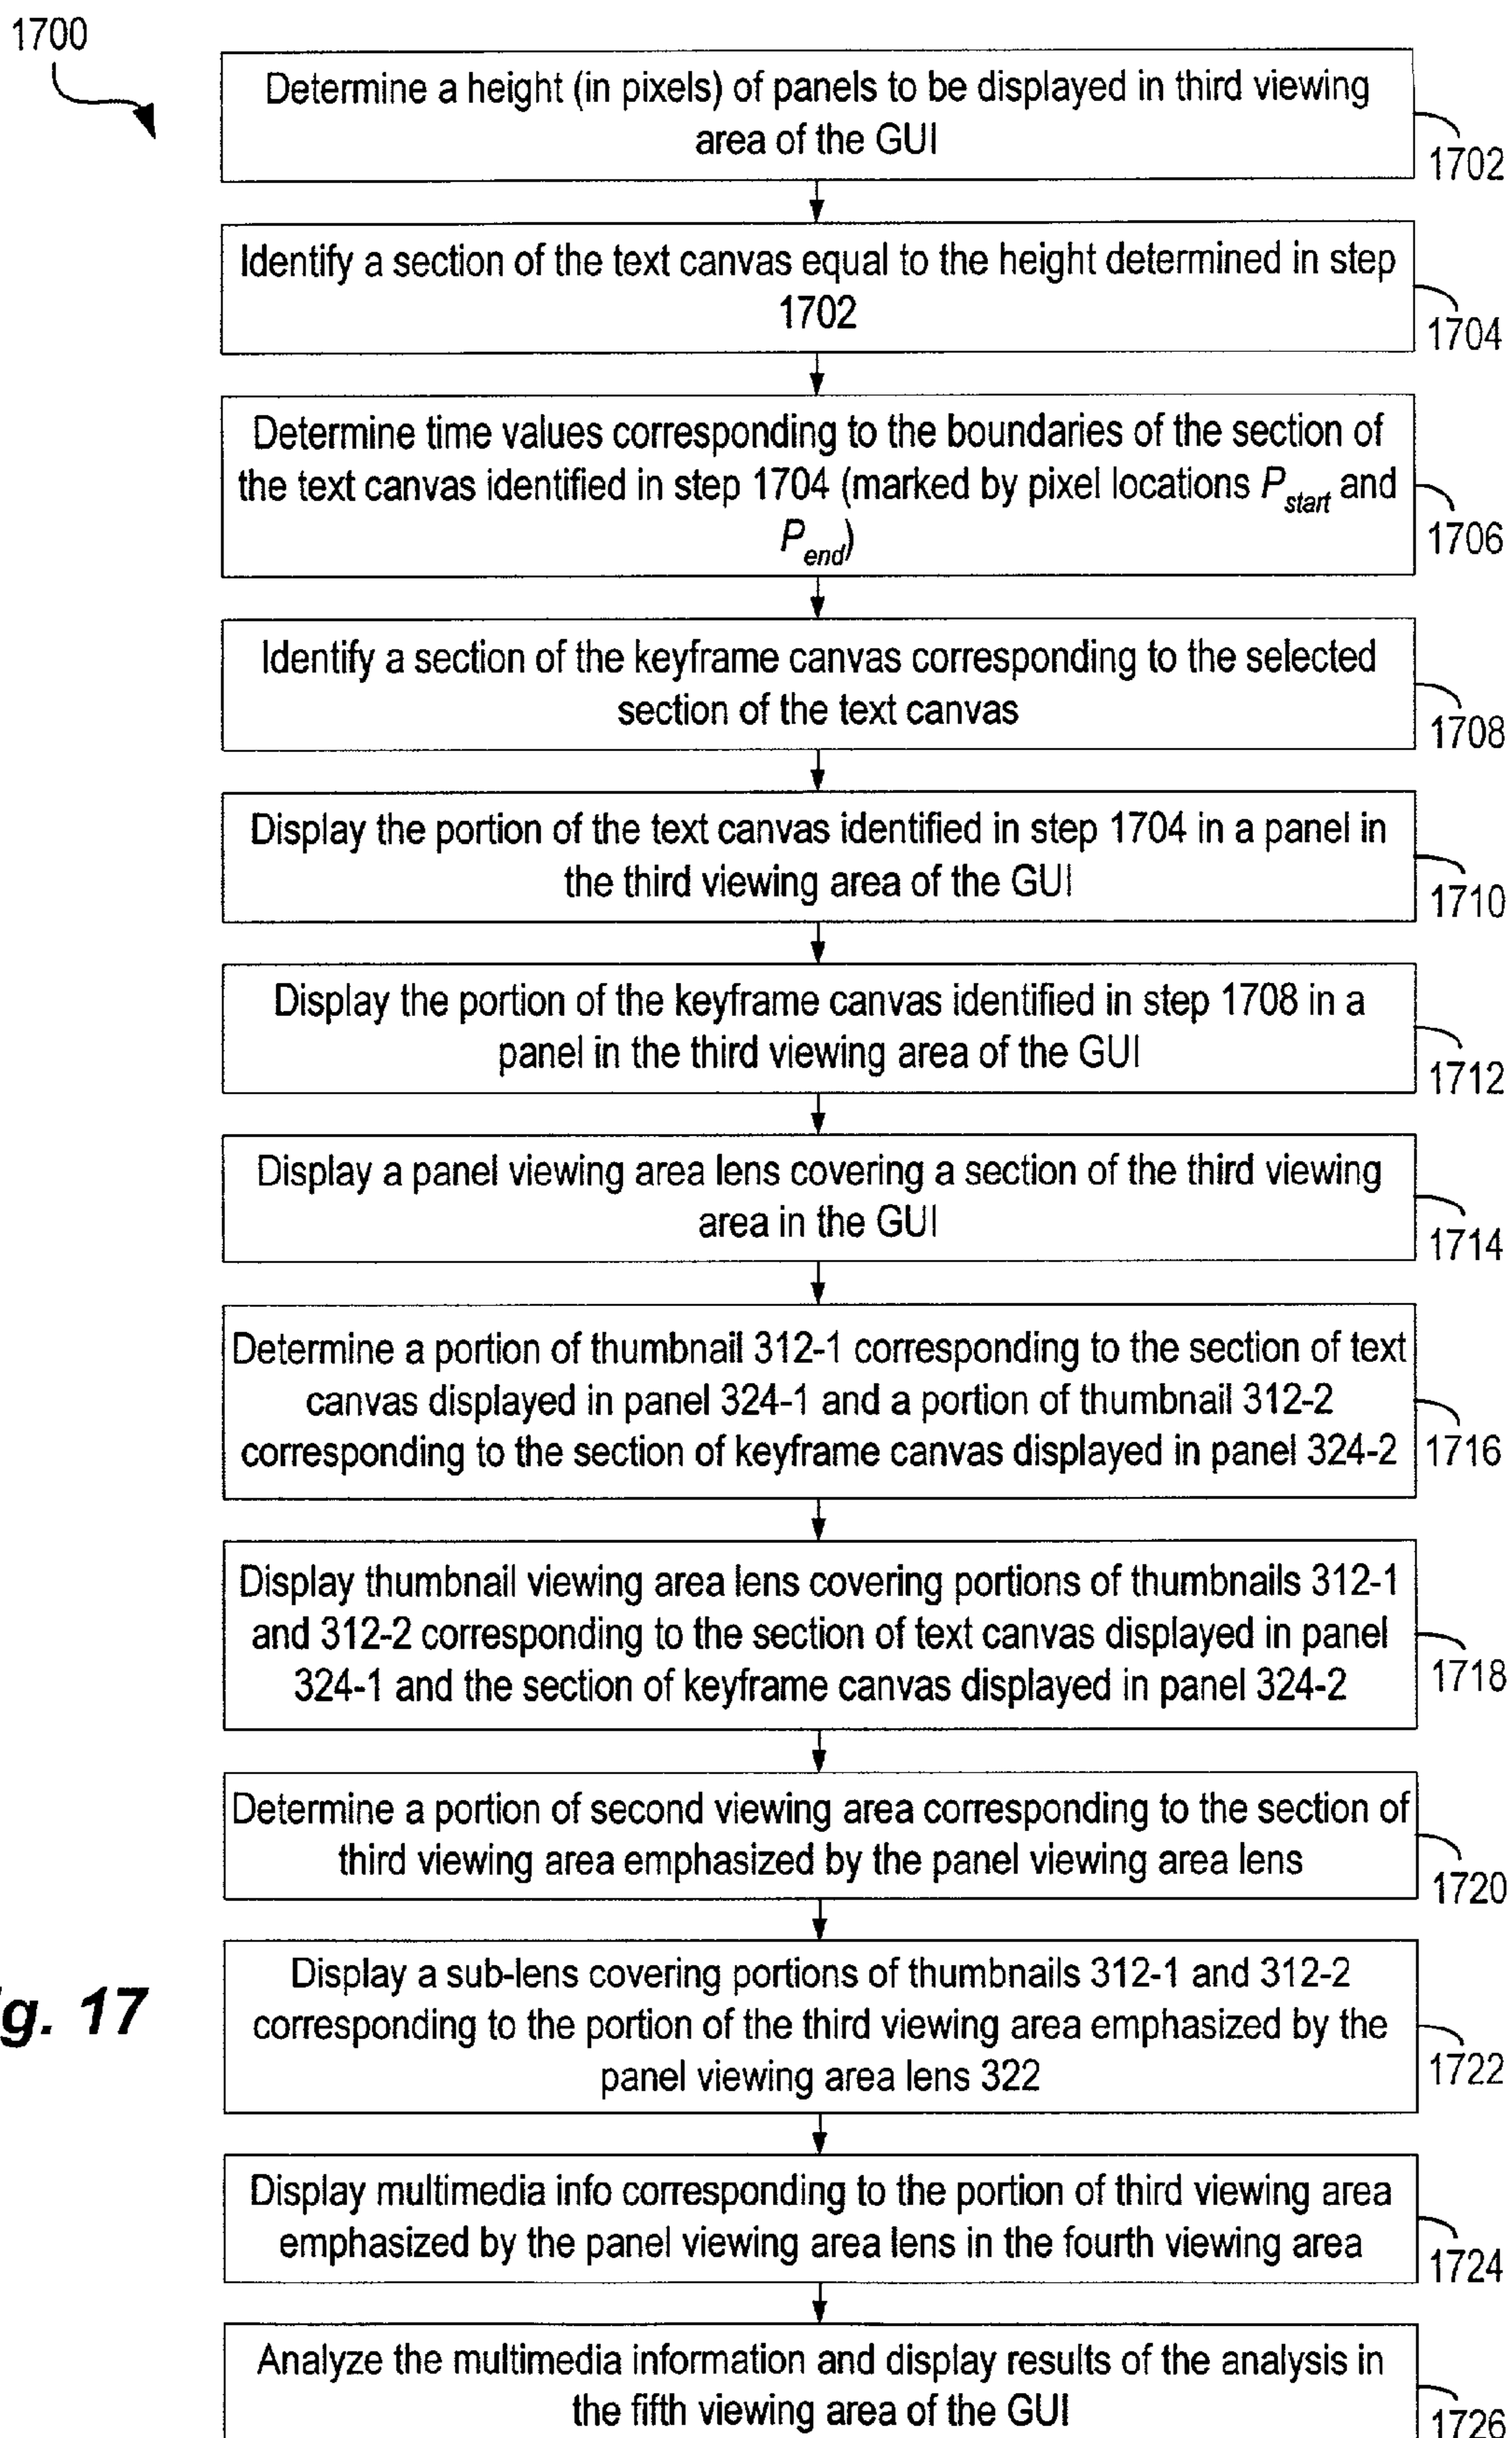 1700
Determine a height (in pixels) of panels to be displayed in third viewing
area of the GUI
1702
Identify a section of the text canvas equal to the height determined in step
1702
1704
Determine time values corresponding to the boundaries of the section of
the text canvas identified in step 1704 (marked by pixel locations Pstart and
Pend)
1706
Identify a section of the keyframe canvas corresponding to the selected
section of the text canvas
1708
Display the portion of the text canvas identified in step 1704 in a panel in
the third viewing area of the GUI
1710
Display the portion of the keyframe canvas identified in step 1708 in a
panel in the third viewing area of the GUI
1712
Display a panel viewing area lens covering a section of the third viewing
area in the GUI
1714
Determine a portion of thumbnail 312-1 corresponding to the section of text
canvas displayed in panel 324-1 and a portion of thumbnail 312-2
corresponding to the section of keyframe canvas displayed in panel 324-2
1716
Display thumbnail viewing area lens covering portions of thumbnails 312-1
and 312-2 corresponding to the section of text canvas displayed in panel
324-1 and the section of keyframe canvas displayed in panel 324-2
1718
Determine a portion of second viewing area corresponding to the section of
third viewing area emphasized by the panel viewing area lens
1720
Display a sub-lens covering portions of thumbnails 312-1 and 312-2
corresponding to the portion of the third viewing area emphasized by the
panel viewing area lens 322
1722
g. 17
Display multimedia info corresponding to the portion of third viewing area
emphasized by the panel viewing area lens in the fourth viewing area
1724
Analyze the multimedia information and display results of the analysis in
the fifth viewing area of the GUI
1726